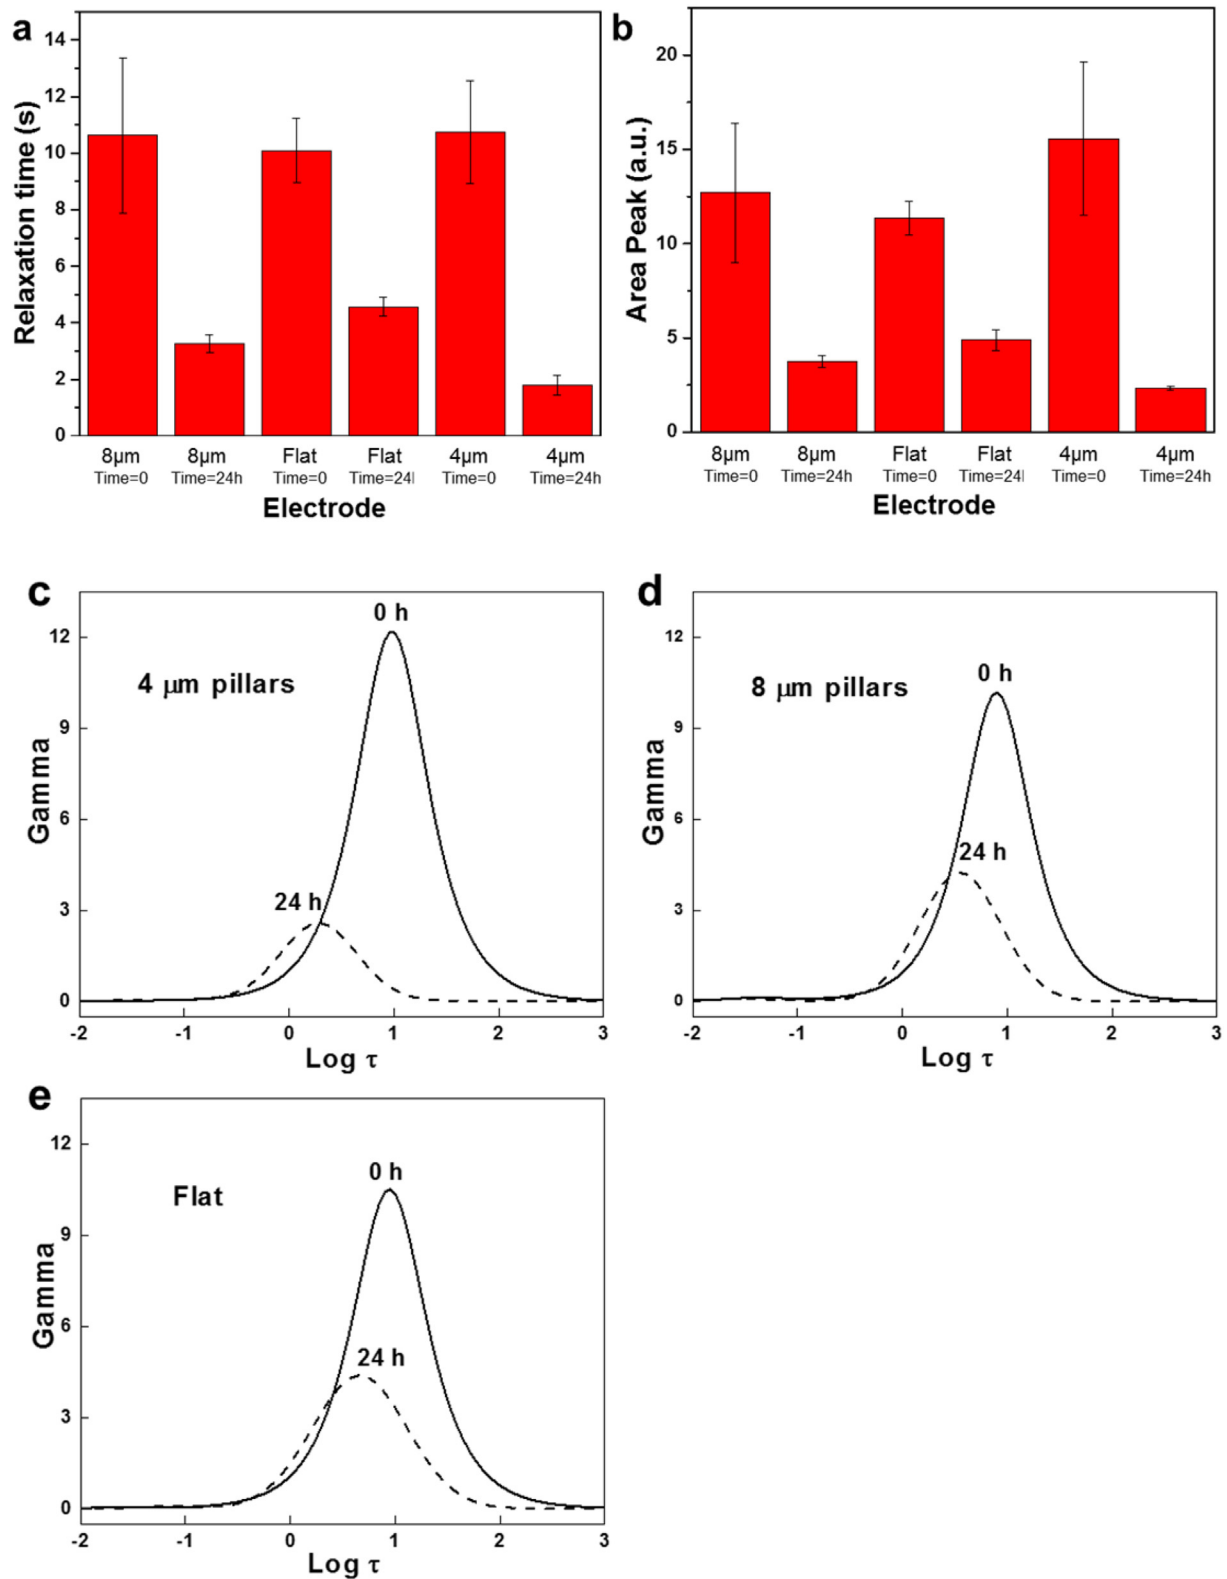 a
Relaxation time (s)
14
12
10
8
6
4
2
0
8µm
Time=0
8µm
Time=24h
Flat
Time=0
Flat
Time=24l
4µm
Time=0
4µm
Time=24h
Electrode
b
Area Peak (a.u.)
20
15
10
5
0
8µm
Time=0
8µm
Time=24h
Flat
Time=0
Flat
Time=24l
4µm
Time=0
4µm
Time=24h
Electrode
c
Gamma
12
9
6
3
0
0 h
4 µm pillars
24 h
-2 -1 0 1 2 3
Log τ
d
Gamma
12
9
6
3
0
0 h
8 µm pillars
24 h
-2 -1 0 1 2 3
Log τ
e
Gamma
12
9
6
3
0
0 h
Flat
24 h
-2 -1 0 1 2 3
Log τ